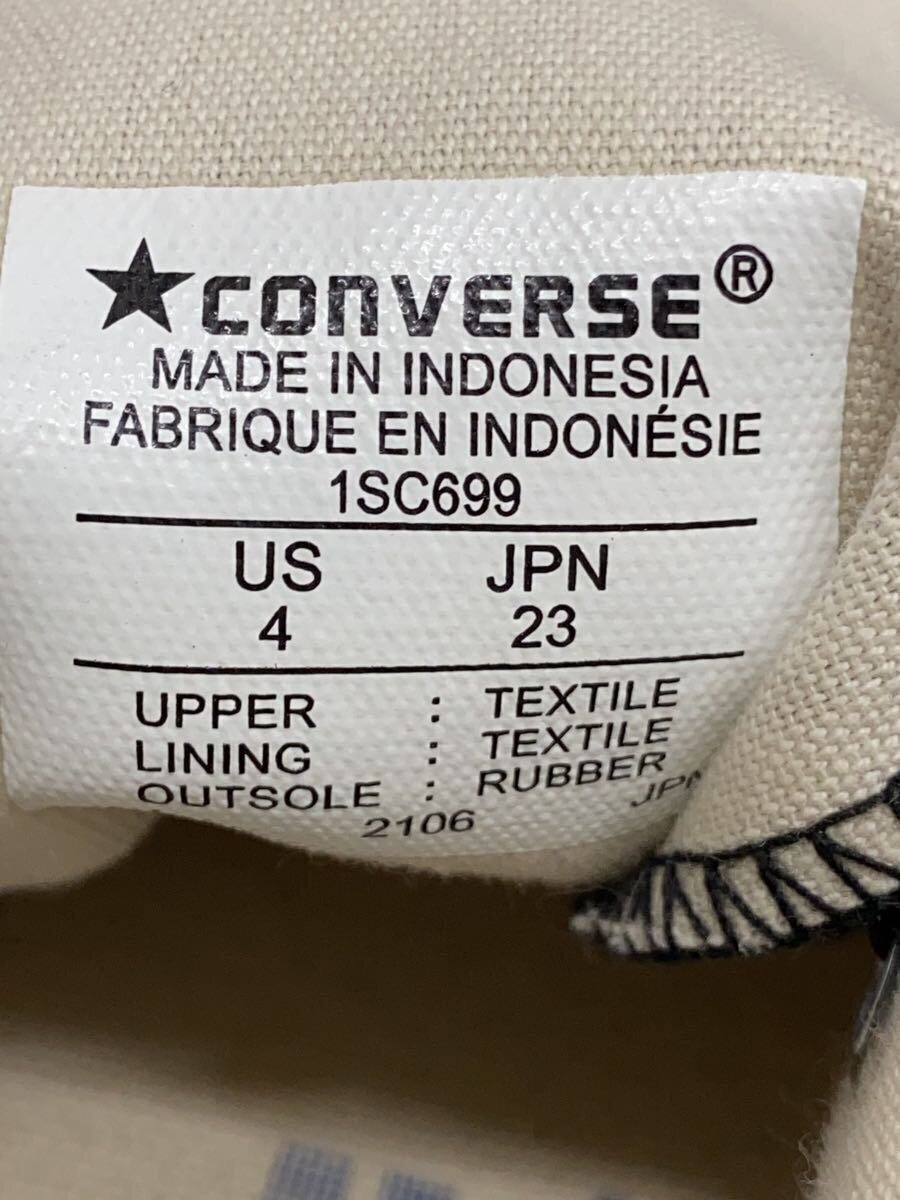 ★CONVERSE®
MADE IN INDONESIA
FABRIQUE EN INDONÉSIE
1SC699
US JPN
4 23
UPPER : TEXTILE
LINING : TEXTILE
OUTSOLE : RUBBER
2106 JPN